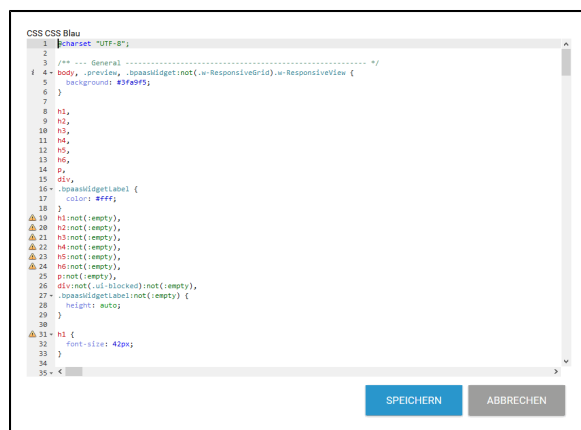 CSS CSS Blau
1 @charset "UTF-8";
2
3 /** --- General ---------------------------------------------------------- */
i 4 body, .preview, .bpaasWidget:not(.w-ResponsiveGrid).w-ResponsiveView {
5 background: #3fa9f5;
6 }
7
8 h1,
9 h2,
10 h3,
11 h4,
12 h5,
13 h6,
14 p,
15 div,
16 .bpaasWidgetLabel {
17 color: #fff;
18 }
19 h1:not(:empty),
20 h2:not(:empty),
21 h3:not(:empty),
22 h4:not(:empty),
23 h5:not(:empty),
24 h6:not(:empty),
25 p:not(:empty),
26 div:not(.ui-blocked):not(:empty),
27 .bpaasWidgetLabel:not(:empty) {
28 height: auto;
29 }
30
31 h1 {
32 font-size: 42px;
33 }
34
35
SPEICHERN ABBRECHEN